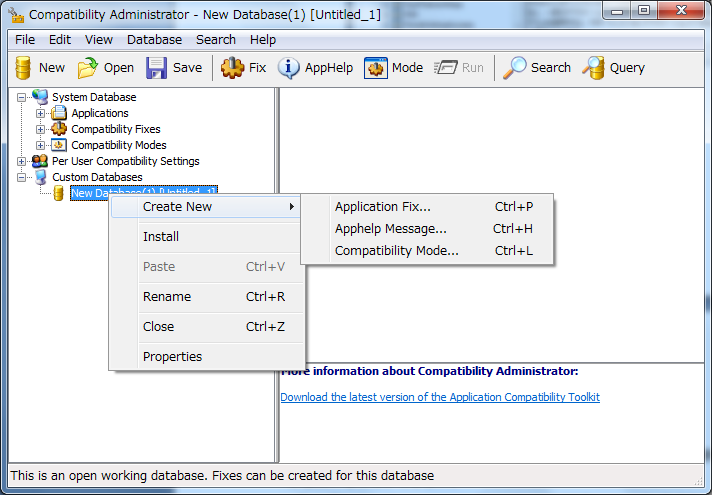 Compatibility Administrator - New Database(1) [Untitled_1]
File Edit View Database Search Help
New Open Save Fix AppHelp Mode Run Search Query
System Database
Applications
Compatibility Fixes
Compatibility Modes
Per User Compatibility Settings
Custom Databases
New Database(1) [Untitled_1]
Create New
Install
Paste Ctrl+V
Rename Ctrl+R
Close Ctrl+Z
Properties
Application Fix... Ctrl+P
Apphelp Message... Ctrl+H
Compatibility Mode... Ctrl+L
More information about Compatibility Administrator:
Download the latest version of the Application Compatibility Toolkit
This is an open working database. Fixes can be created for this database